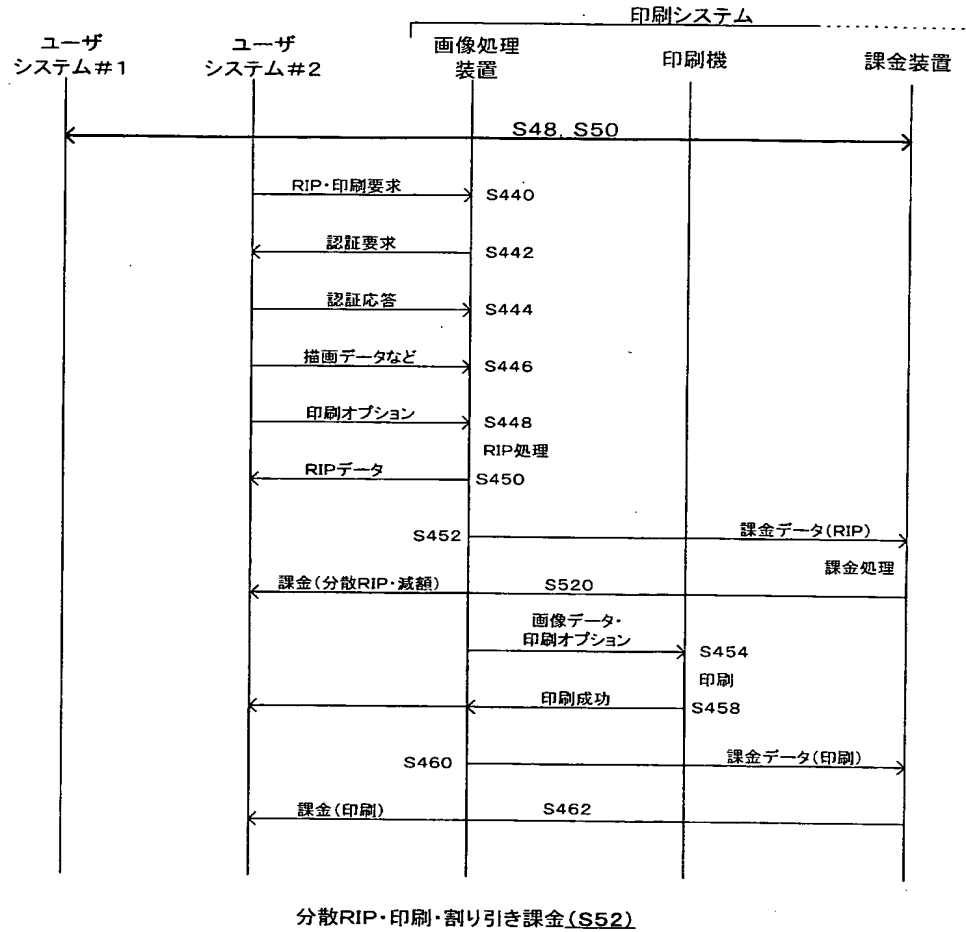 印刷システム
ユーザ
システム#1
ユーザ
システム#2
画像処理
装置
印刷機
課金装置
S48, S50
RIP・印刷要求
S440
認証要求
S442
認証応答
S444
描画データなど
S446
印刷オプション
S448
RIP処理
RIPデータ
S450
S452
課金データ(RIP)
課金処理
課金(分散RIP・減額)
S520
画像データ・
印刷オプション
S454
印刷
印刷成功
S458
S460
課金データ(印刷)
課金(印刷)
S462
分散RIP・印刷・割り引き課金(S52)